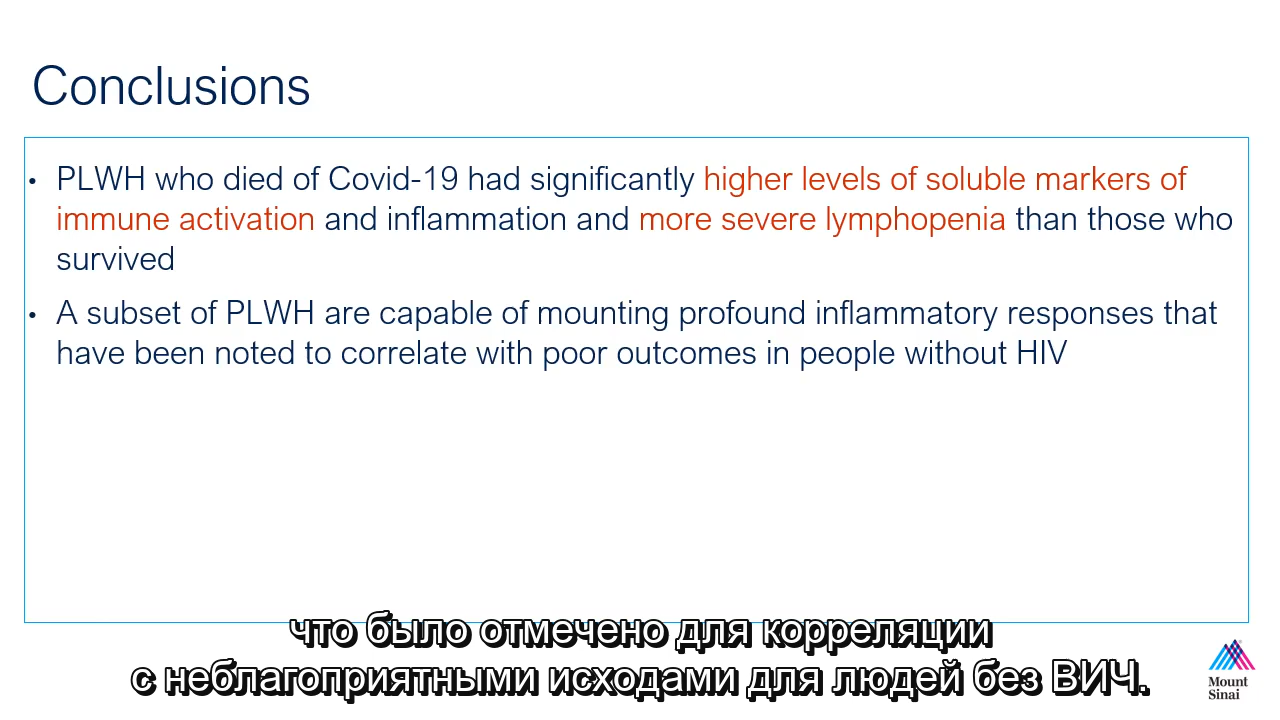 Conclusions
• PLWH who died of Covid-19 had significantly higher levels of soluble markers of
immune activation and inflammation and more severe lymphopenia than those who
survived
• A subset of PLWH are capable of mounting profound inflammatory responses that
have been noted to correlate with poor outcomes in people without HIV
что было отмечено для корреляции
с неблагоприятными исходами для людей без ВИЧ.
Mount
Sinai